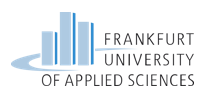 FRANKFURT
UNIVERSITY
OF APPLIED SCIENCES